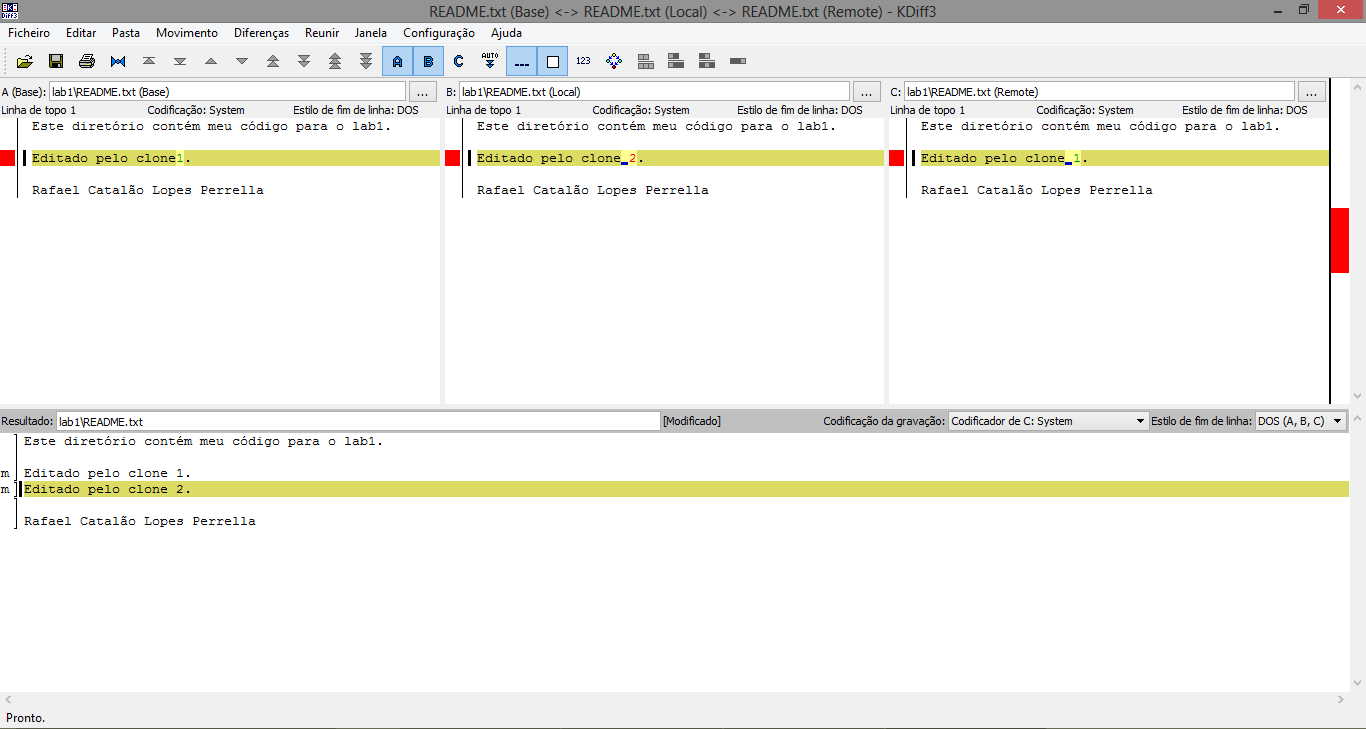 README.txt (Base) <-> README.txt (Local) <-> README.txt (Remote) - KDiff3
Ficheiro Editar Pasta Movimento Diferenças Reunir Janela Configuração Ajuda
A B C AUTO 123
A (Base): lab1\README.txt (Base) ...
Linha de topo 1 Codificação: System Estilo de fim de linha: DOS
Este diretório contém meu código para o lab1.
Editado pelo clone1.
Rafael Catalão Lopes Perrella
B: lab1\README.txt (Local) ...
Linha de topo 1 Codificação: System Estilo de fim de linha: DOS
Este diretório contém meu código para o lab1.
Editado pelo clone 2.
Rafael Catalão Lopes Perrella
C: lab1\README.txt (Remote) ...
Linha de topo 1 Codificação: System Estilo de fim de linha: DOS
Este diretório contém meu código para o lab1.
Editado pelo clone 1.
Rafael Catalão Lopes Perrella
Resultado: lab1\README.txt [Modificado] Codificação da gravação: Codificador de C: System Estilo de fim de linha: DOS (A, B, C)
Este diretório contém meu código para o lab1.
m Editado pelo clone 1.
m Editado pelo clone 2.
Rafael Catalão Lopes Perrella
Pronto.